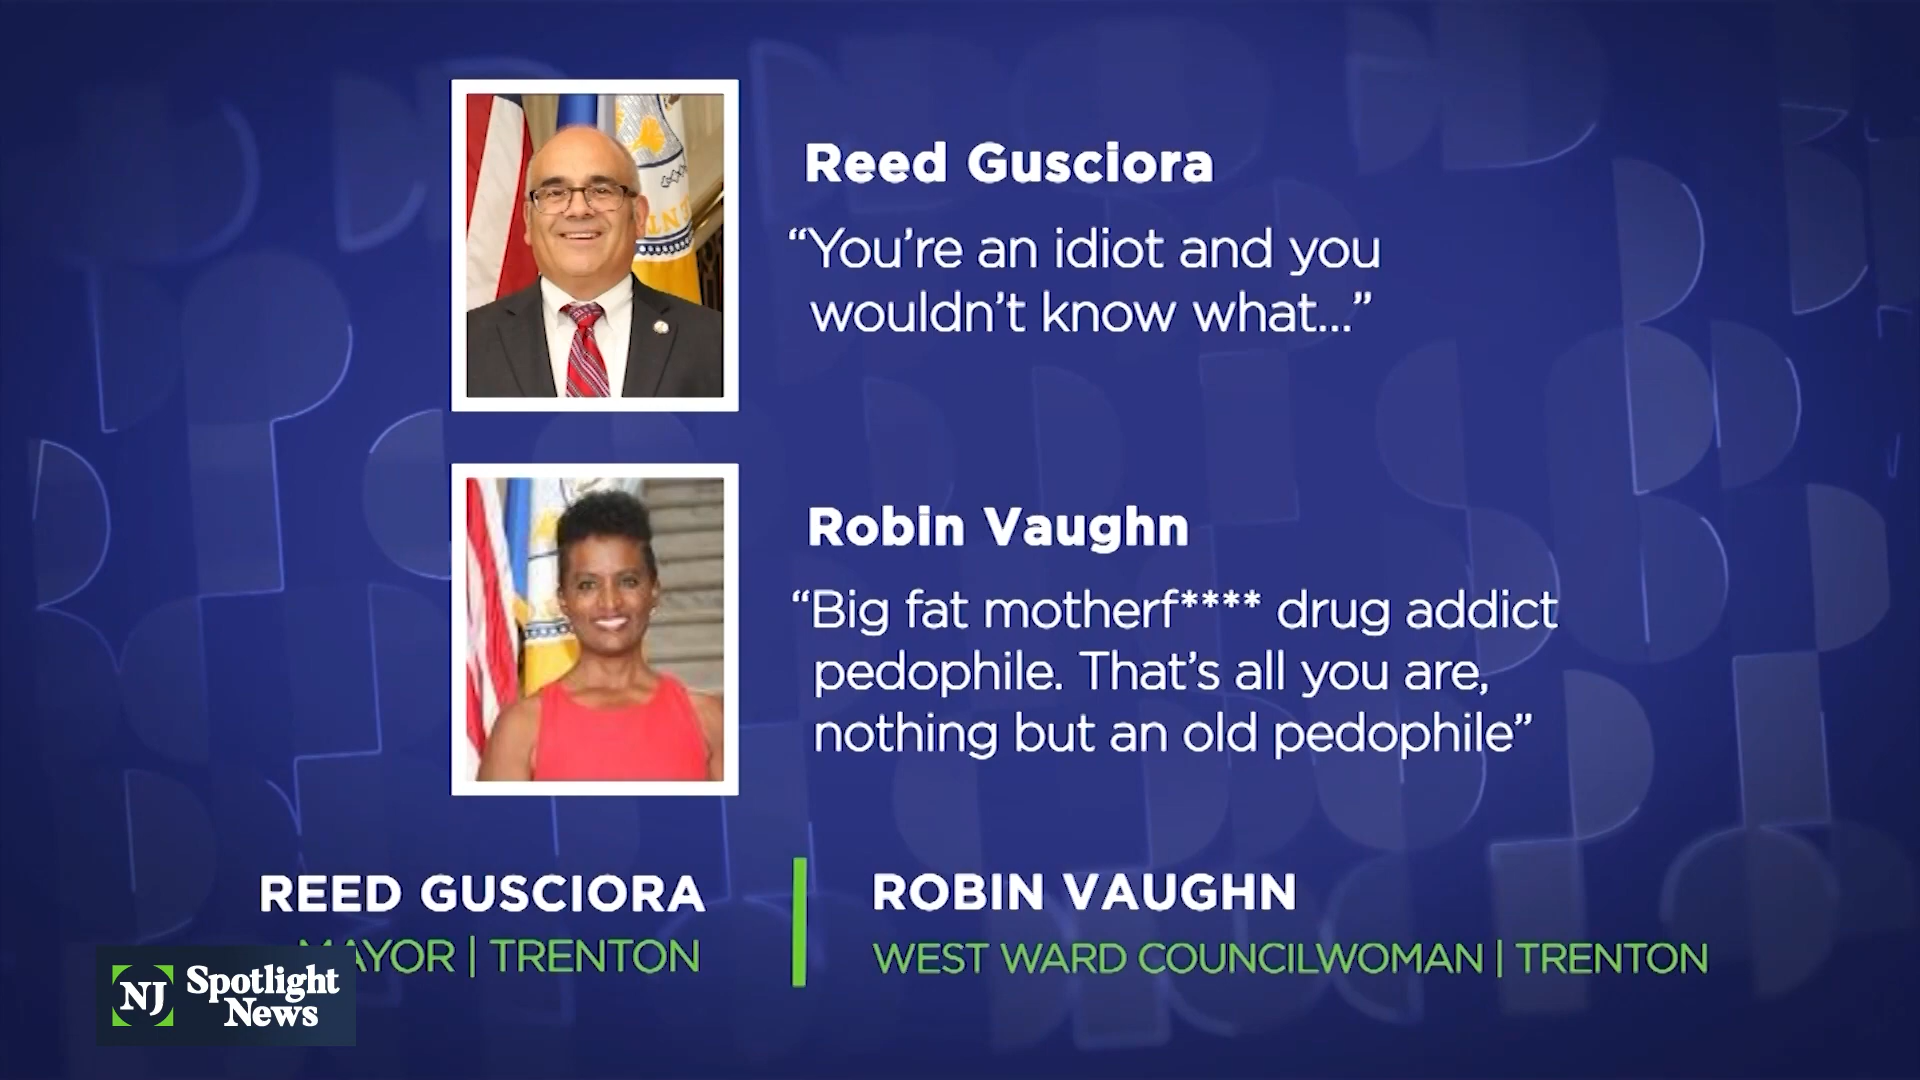 Reed Gusciora
“You’re an idiot and you
wouldn’t know what...”
Robin Vaughn
“Big fat motherf**** drug addict
pedophile. That’s all you are,
nothing but an old pedophile”
REED GUSCIORA
MAYOR | TRENTON
ROBIN VAUGHN
WEST WARD COUNCILWOMAN | TRENTON
NJ Spotlight
News